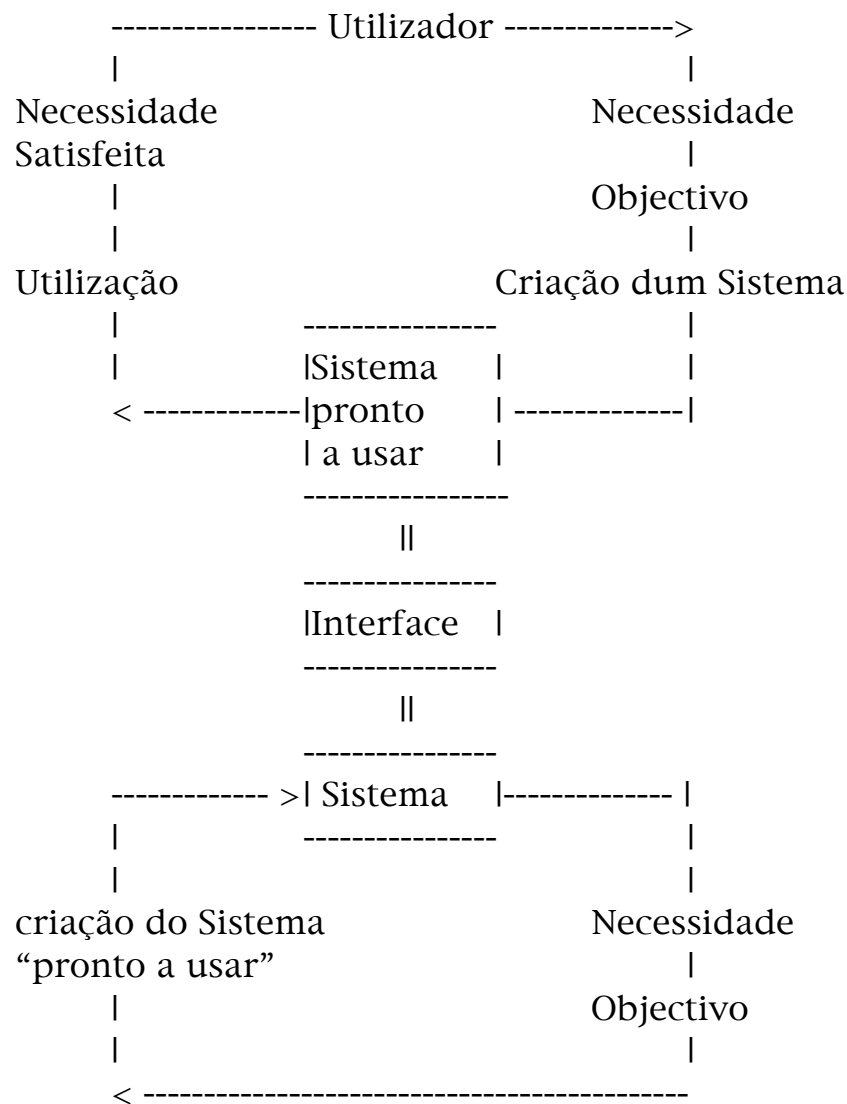 ----------------- Utilizador -------------->
| |
Necessidade Necessidade
Satisfeita |
| Objectivo
| |
Utilização Criação dum Sistema
| ---------------- |
| |Sistema | |
< -------------|pronto | --------------|
| a usar |
-----------------
||
----------------
|Interface |
----------------
||
----------------
------------- >| Sistema |-------------- |
| ---------------- |
| |
criação do Sistema Necessidade
“pronto a usar” |
| Objectivo
| |
< ---------------------------------------------